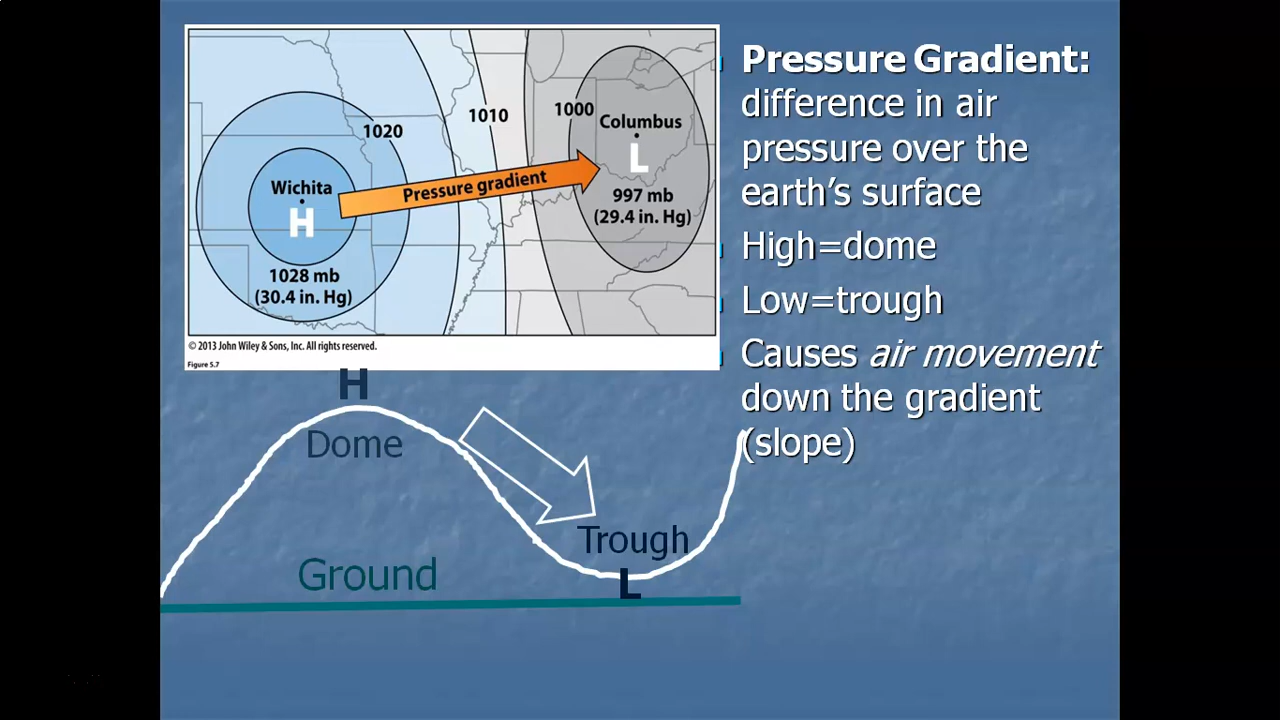 1020
1010
1000
Columbus
L
997 mb
(29.4 in. Hg)
Wichita
H
1028 mb
(30.4 in. Hg)
Pressure gradient
© 2013 John Wiley & Sons, Inc. All rights reserved.
Figure 5.7
Pressure Gradient:
difference in air
pressure over the
earth’s surface
High=dome
Low=trough
Causes air movement
down the gradient
(slope)
H
Dome
Trough
L
Ground